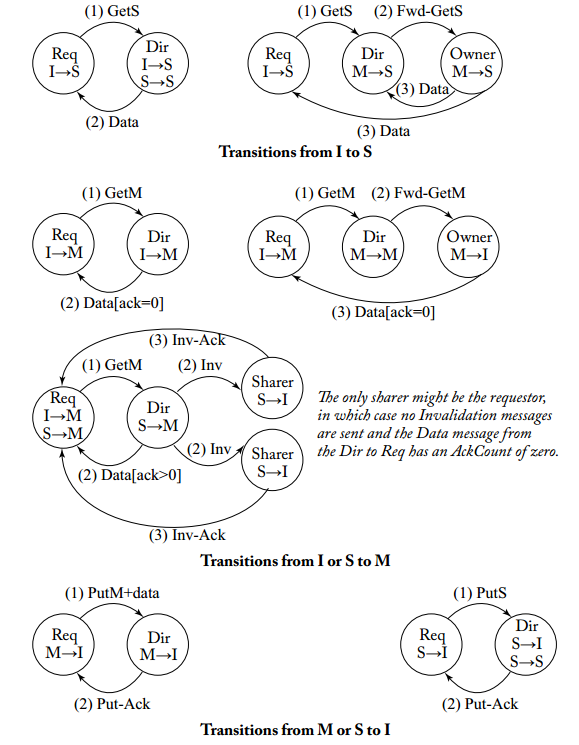 (1) GetS
(1) GetS (2) Fwd-GetS
Req
I→S
Dir
I→S
S→S
Req
I→S
Dir
M→S
Owner
M→S
(2) Data
(3) Data
(3) Data
Transitions from I to S
(1) GetM
(1) GetM (2) Fwd-GetM
Req
I→M
Dir
I→M
Req
I→M
Dir
M→M
Owner
M→I
(2) Data[ack=0]
(3) Data[ack=0]
(3) Inv-Ack
(1) GetM
(2) Inv
Req
I→M
S→M
Dir
S→M
Sharer
S→I
(2) Inv
Sharer
S→I
(2) Data[ack>0]
(3) Inv-Ack
The only sharer might be the requestor,
in which case no Invalidation messages
are sent and the Data message from
the Dir to Req has an AckCount of zero.
Transitions from I or S to M
(1) PutM+data
(1) PutS
Req
M→I
Dir
M→I
Req
S→I
Dir
S→I
S→S
(2) Put-Ack
(2) Put-Ack
Transitions from M or S to I